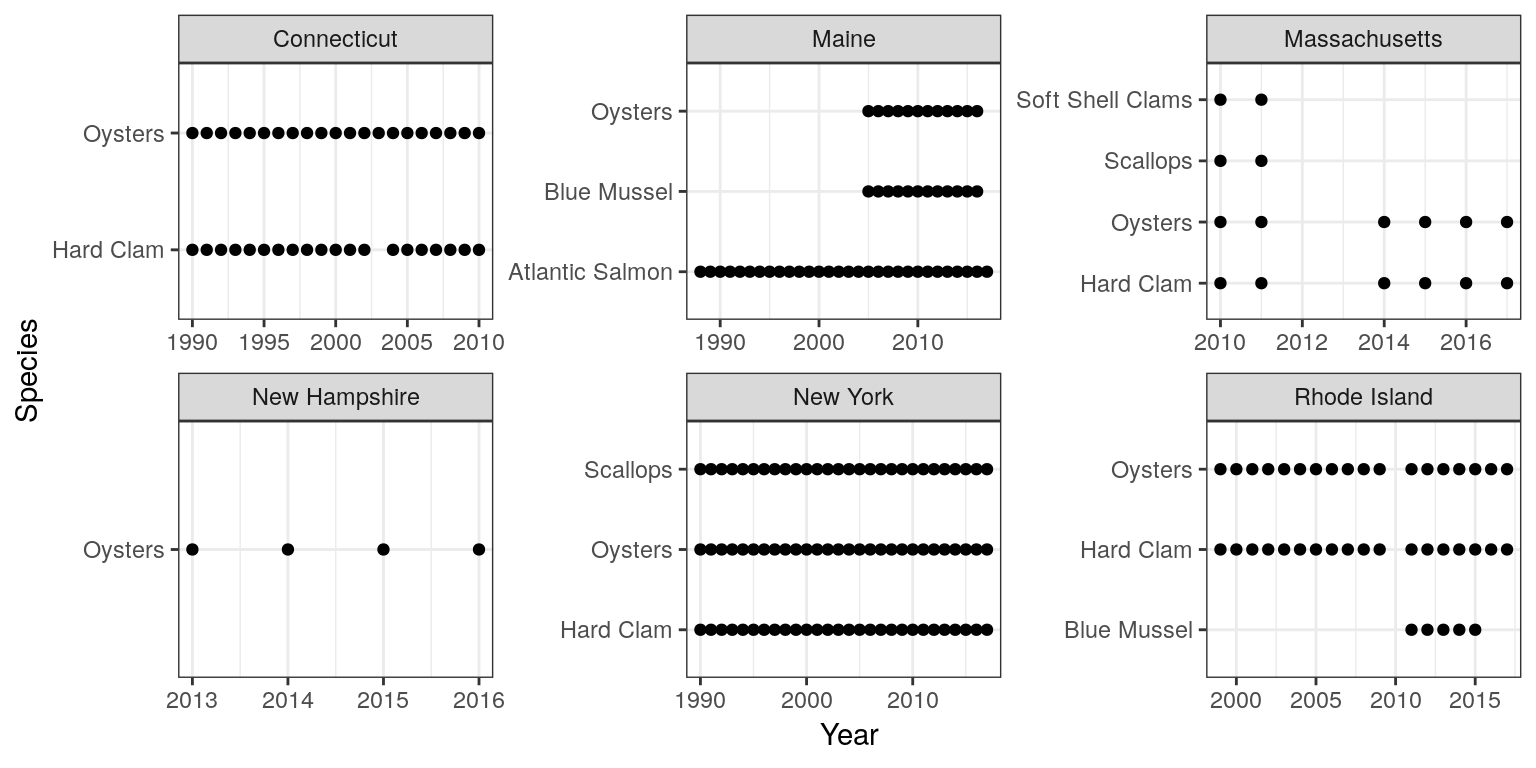 Connecticut
Maine
Massachusetts
Oysters
Hard Clam
1990 1995 2000 2005 2010
Oysters
Blue Mussel
Atlantic Salmon
1990 2000 2010
Soft Shell Clams
Scallops
Oysters
Hard Clam
2010 2012 2014 2016
Species
New Hampshire
New York
Rhode Island
Oysters
2013 2014 2015 2016
Scallops
Oysters
Hard Clam
1990 2000 2010
Oysters
Hard Clam
Blue Mussel
2000 2005 2010 2015
Year